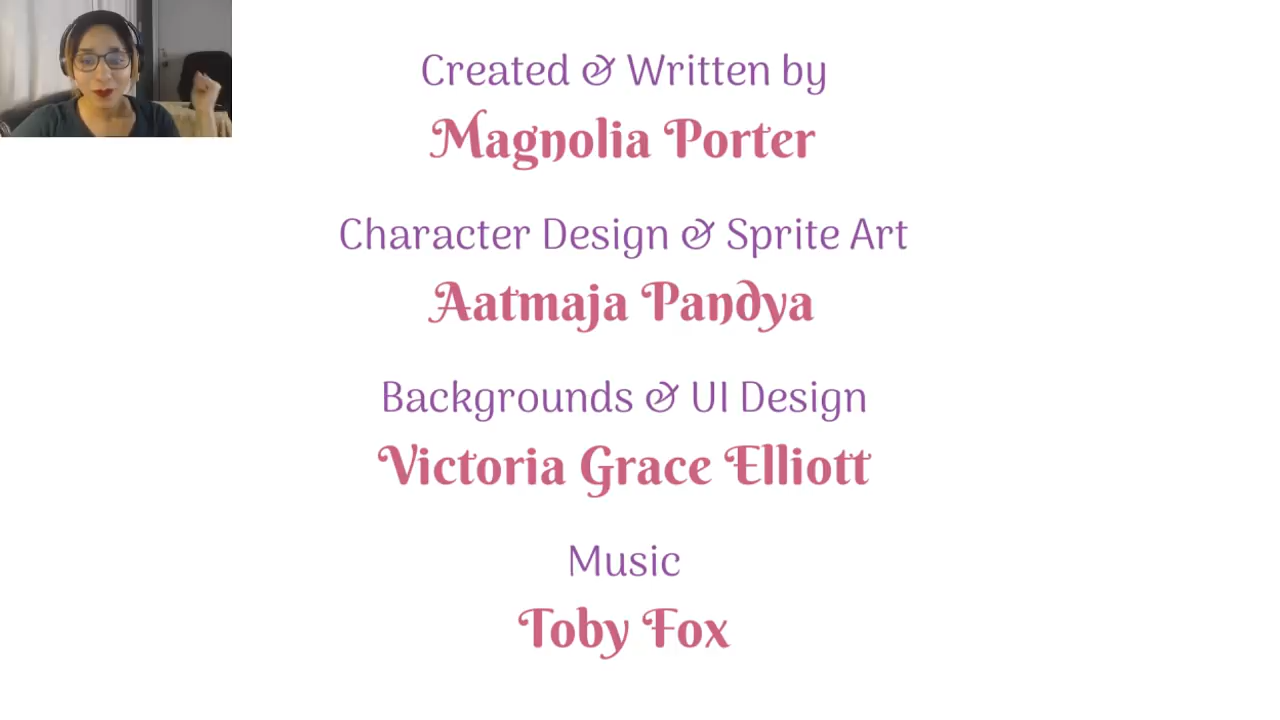 Created & Written by
Magnolia Porter
Character Design & Sprite Art
Aatmaja Pandya
Backgrounds & UI Design
Victoria Grace Elliott
Music
Toby Fox